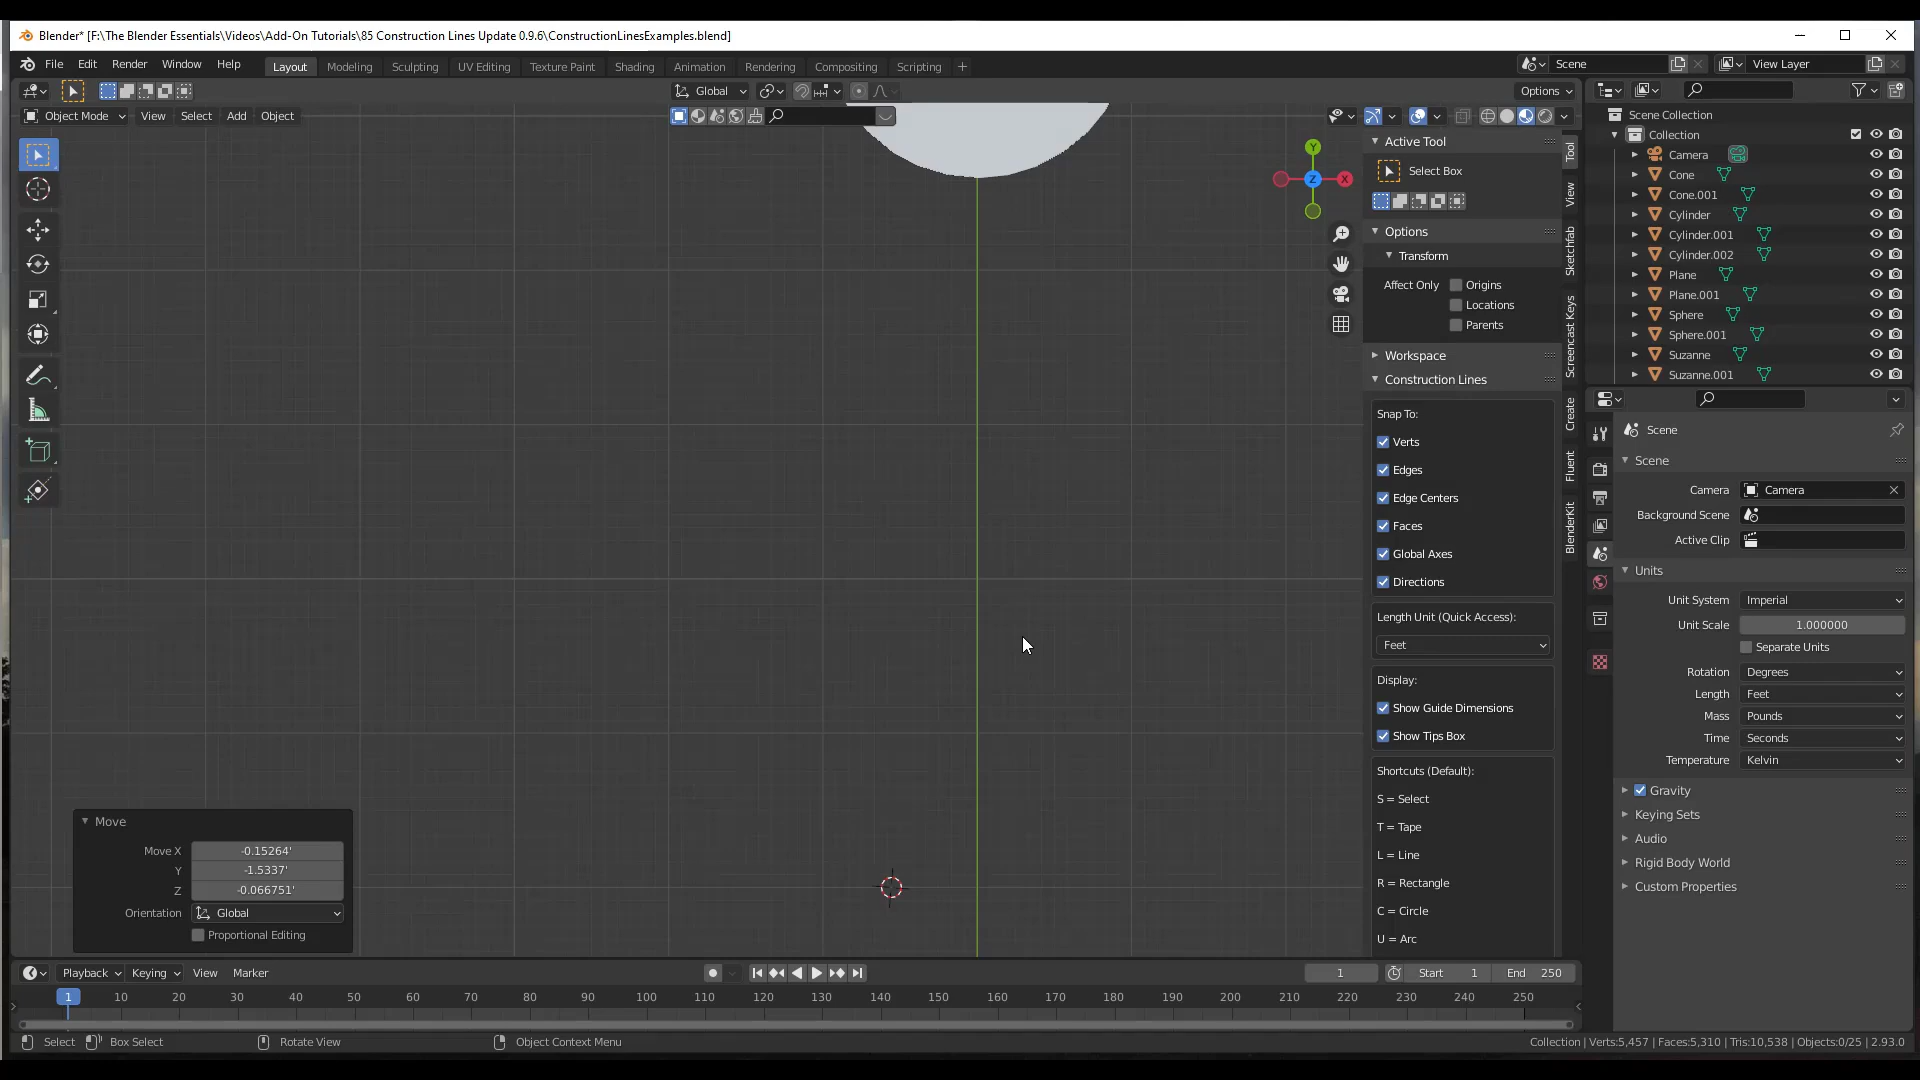 Blender* [F:\The Blender Essentials\Videos\Add-On Tutorials\85 Construction Lines Update 0.9.6\ConstructionLinesExamples.blend]
File Edit Render Window Help Layout Modeling Sculpting UV Editing Texture Paint Shading Animation Rendering Compositing Scripting + Scene View Layer
Global Options
Object Mode View Select Add Object
Y
X
Z
Active Tool
Select Box
Options
Transform
Affect Only Origins
Locations
Parents
Workspace
Construction Lines
Snap To:
Verts
Edges
Edge Centers
Faces
Global Axes
Directions
Length Unit (Quick Access):
Feet
Display:
Show Guide Dimensions
Show Tips Box
Shortcuts (Default):
S = Select
T = Tape
L = Line
R = Rectangle
C = Circle
U = Arc
Tool
View
Sketchfab
Screencast Keys
Create
Fluent
BlenderKit
Scene Collection
Collection
Camera
Cone
Cone.001
Cylinder
Cylinder.001
Cylinder.002
Plane
Plane.001
Sphere
Sphere.001
Suzanne
Suzanne.001
Scene
Scene
Camera Camera
Background Scene
Active Clip
Units
Unit System Imperial
Unit Scale 1.000000
Separate Units
Rotation Degrees
Length Feet
Mass Pounds
Time Seconds
Temperature Kelvin
Gravity
Keying Sets
Audio
Rigid Body World
Custom Properties
Move
Move X -0.15264'
Y -1.5337'
Z -0.066751'
Orientation Global
Proportional Editing
Playback Keying View Marker 1 Start 1 End 250
1 10 20 30 40 50 60 70 80 90 100 110 120 130 140 150 160 170 180 190 200 210 220 230 240 250
Select Box Select Rotate View Object Context Menu Collection | Verts:5,457 | Faces:5,310 | Tris:10,538 | Objects:0/25 | 2.93.0